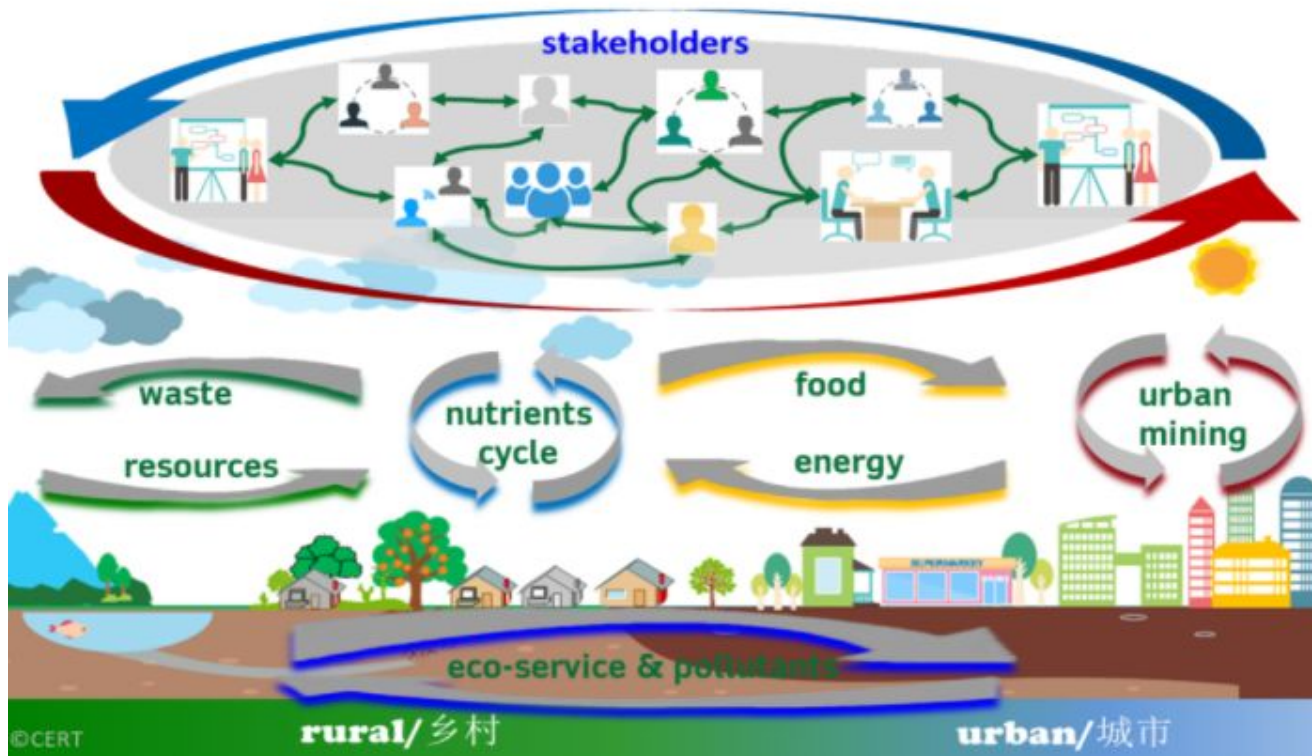 stakeholders
waste
nutrients
cycle
food
urban
mining
resources
energy
SUPERMARKET
eco-service & pollutants
©CERT
rural/乡村
urban/城市